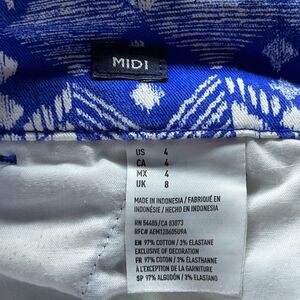 MIDI
US 4
CA 4
MX 4
UK 8
MADE IN INDONESIA / FABRIQUÉ EN
INDONÉSIE / HECHO EN INDONESIA
RN 54485/CA 03873
RFC# AEM120605U9A
EN 97% COTTON / 3% ELASTANE
EXCLUSIVE OF DECORATION
FR 97% COTON / 3% ÉLASTHANNE
À L'EXCEPTION DE LA GARNITURE
SP 97% ALGODÓN / 3% ELASTANO